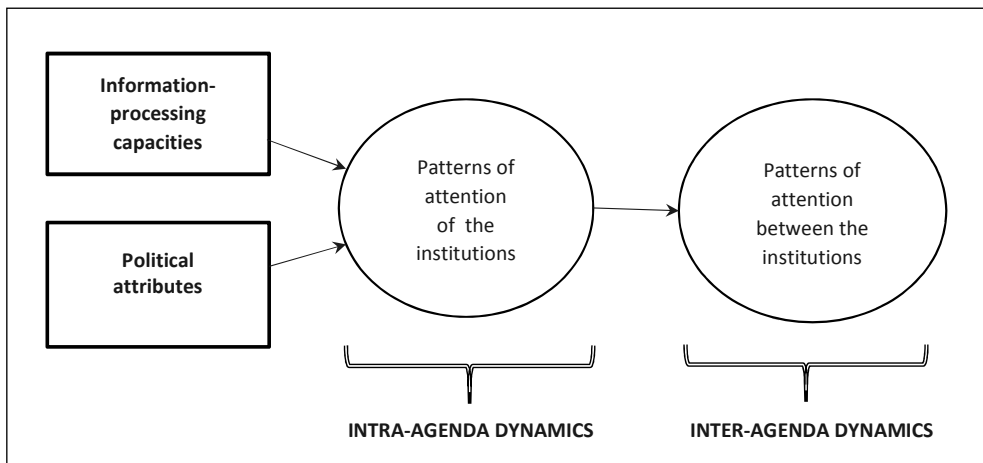 Information-
processing
capacities
Political
attributes
Patterns of
attention
of the
institutions
Patterns of
attention
between the
institutions
INTRA-AGENDA DYNAMICS
INTER-AGENDA DYNAMICS